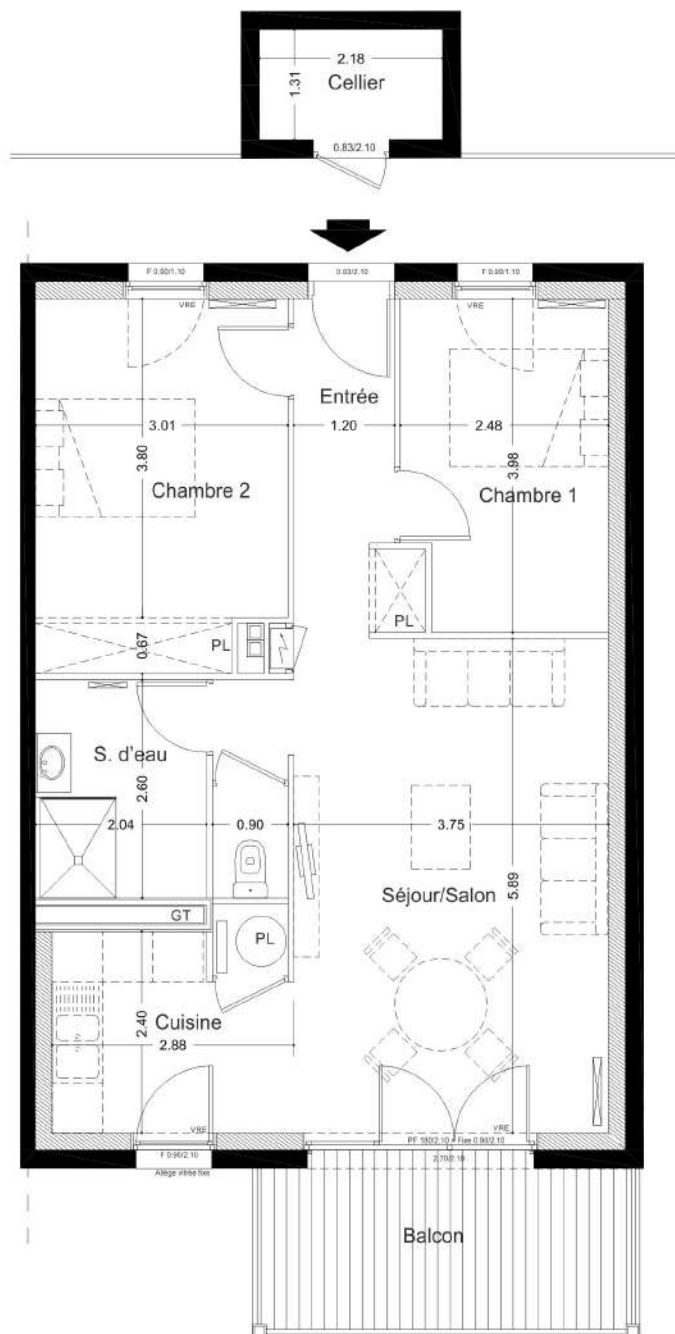 2.18
1.31
Cellier
0.83/2.10
F 0.90/1.10
0.83/2.10
F 0.90/1.10
VRE
VRE
Entrée
3.01
1.20
2.48
3.80
3.98
Chambre 2
Chambre 1
PL
PL
0.67
S. d'eau
2.60
2.04
0.90
3.75
Séjour/Salon
5.89
GT
PL
Cuisine
2.40
2.88
VRE
VRE
PF 180/2.10 Fixe 0.90/2.10
F 0.90/2.10
2.70/2.10
Allège vitrée fixe
Balcon